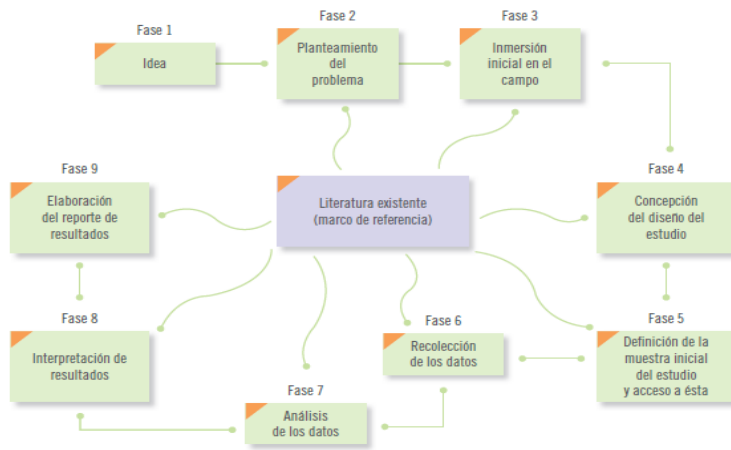 Fase 1
Idea
Fase 2
Planteamiento
del
problema
Fase 3
Inmersión
inicial en el
campo
Fase 4
Concepción
del diseño del
estudio
Fase 9
Elaboración
del reporte de
resultados
Literatura existente
(marco de referencia)
Fase 5
Definición de la
muestra inicial
del estudio
y acceso a ésta
Fase 6
Recolección
de los datos
Fase 8
Interpretación de
resultados
Fase 7
Análisis
de los datos